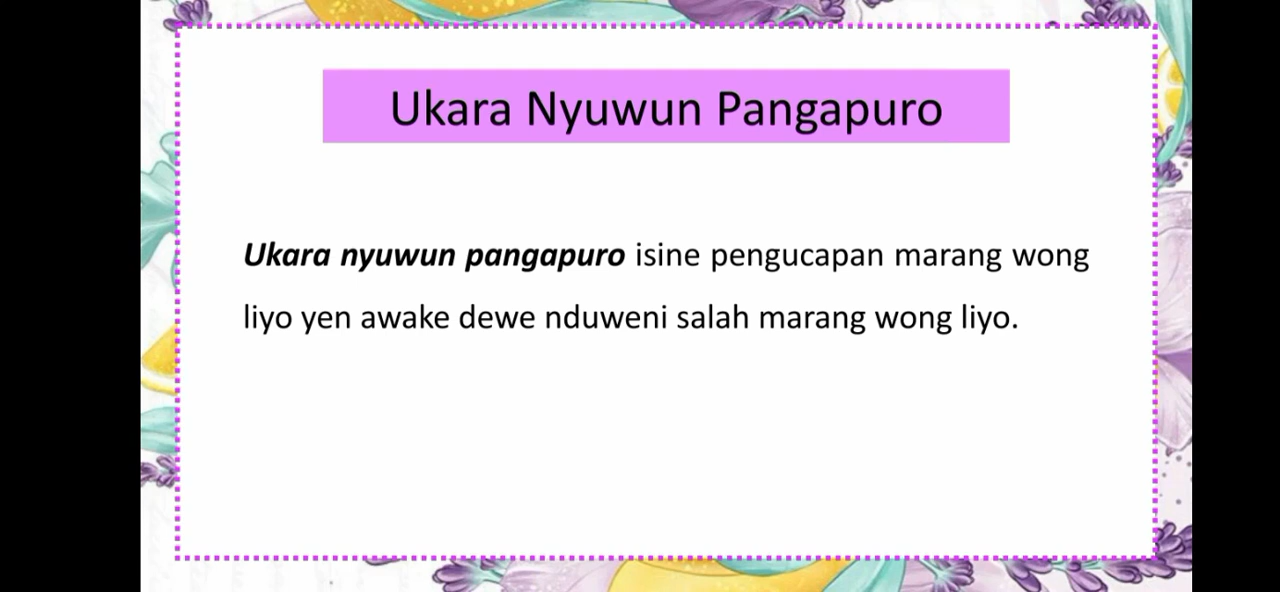 Ukara Nyuwun Pangapuro
Ukara nyuwun pangapuro isine pengucapan marang wong
liyo yen awake dewe nduweni salah marang wong liyo.